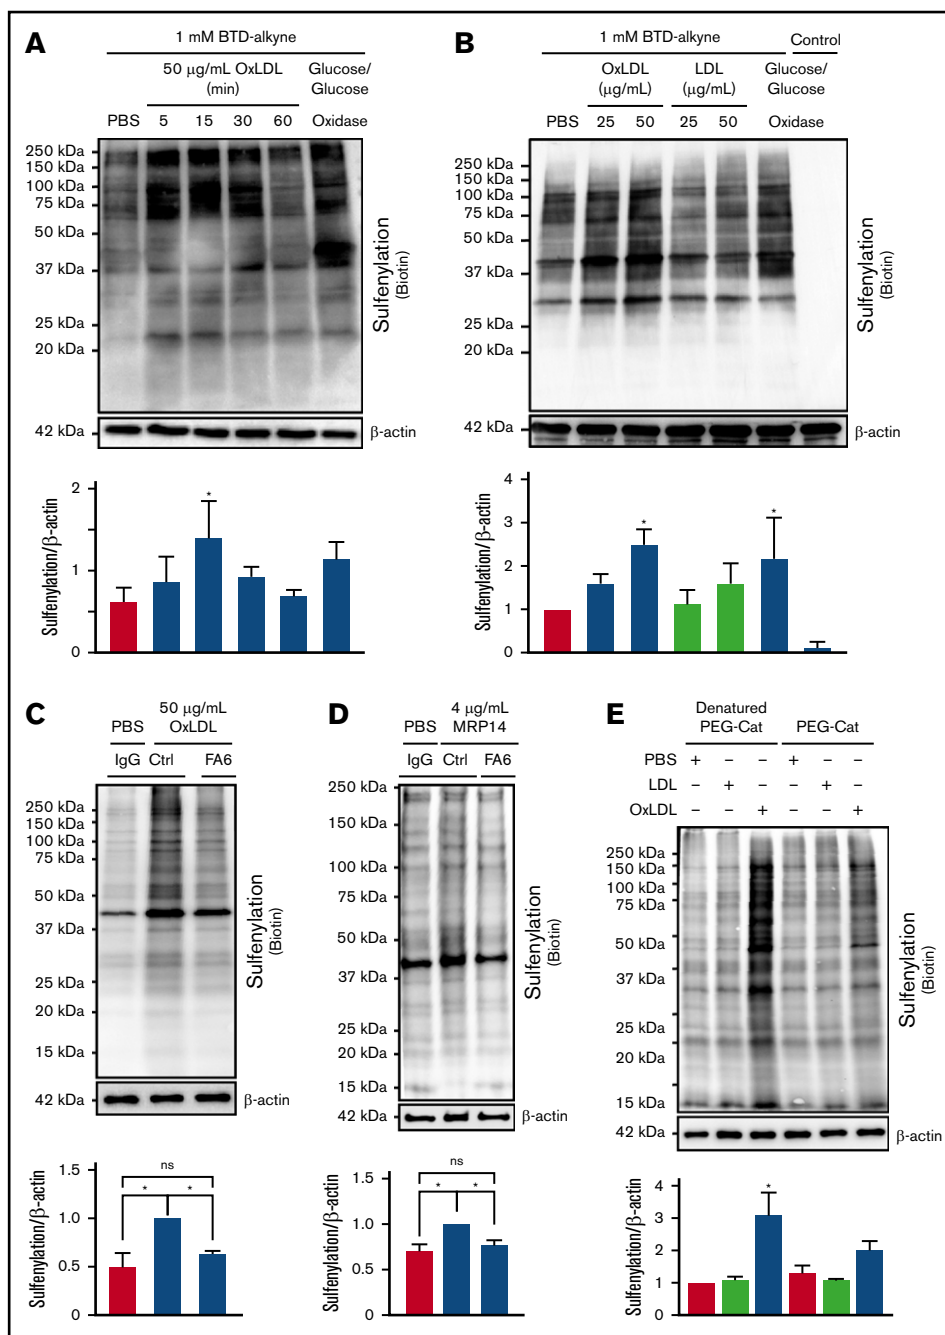 A
1 mM BTD-alkyne
50 µg/mL OxLDL
(min)
Glucose/
Glucose
Oxidase
PBS 5 15 30 60
250 kDa
150 kDa
100 kDa
75 kDa
50 kDa
37 kDa
25 kDa
20 kDa
Sulfenylation
(Biotin)
42 kDa
β-actin
Sulfenylation/β-actin
2
1
0
*
B
1 mM BTD-alkyne
Control
OxLDL
(µg/mL)
LDL
(µg/mL)
Glucose/
Glucose
Oxidase
PBS 25 50 25 50
250 kDa
150 kDa
100 kDa
75 kDa
50 kDa
37 kDa
25 kDa
20 kDa
Sulfenylation
(Biotin)
42 kDa
β-actin
Sulfenylation/β-actin
4
3
2
1
0
* *
C
PBS
50 µg/mL
OxLDL
IgG Ctrl FA6
250 kDa
150 kDa
100 kDa
75 kDa
50 kDa
37 kDa
25 kDa
20 kDa
15 kDa
Sulfenylation
(Biotin)
42 kDa
β-actin
Sulfenylation/β-actin
1.5
1.0
0.5
0
ns
* *
D
PBS
4 µg/mL
MRP14
IgG Ctrl FA6
250 kDa
150 kDa
100 kDa
75 kDa
50 kDa
37 kDa
25 kDa
20 kDa
15 kDa
Sulfenylation
(Biotin)
42 kDa
β-actin
Sulfenylation/β-actin
1.5
1.0
0.5
0
ns
* *
E
Denatured
PEG-Cat
PEG-Cat
PBS + – – + – –
LDL – + – – + –
OxLDL – – + – – +
250 kDa
150 kDa
100 kDa
75 kDa
50 kDa
37 kDa
25 kDa
20 kDa
15 kDa
Sulfenylation
(Biotin)
42 kDa
β-actin
Sulfenylation/β-actin
4
3
2
1
0
*